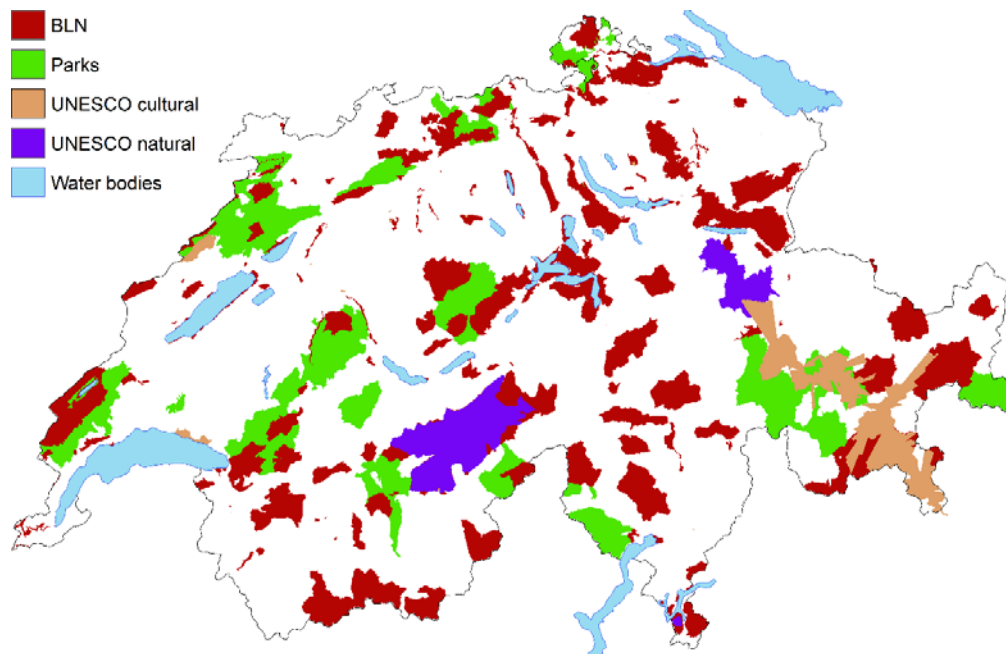 BLN
Parks
UNESCO cultural
UNESCO natural
Water bodies